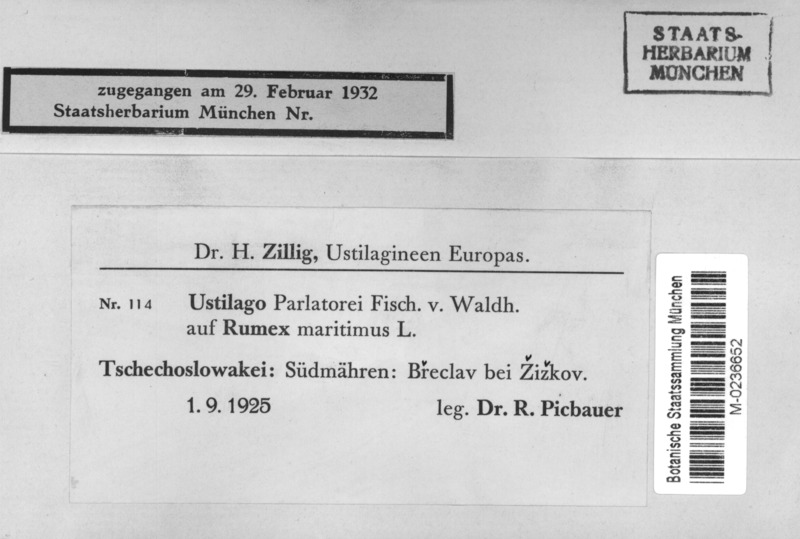 STAATS-
HERBARIUM
MÜNCHEN
zugegangen am 29. Februar 1932
Staatsherbarium München Nr.
Dr. H. Zillig, Ustilagineen Europas.
Nr. 114 Ustilago Parlatorei Fisch. v. Waldh.
auf Rumex maritimus L.
Tschechoslowakei: Südmähren: Břeclav bei Žižkov.
1. 9. 1925 leg. Dr. R. Picbauer
Botanische Staatssammlung München
M-0236652